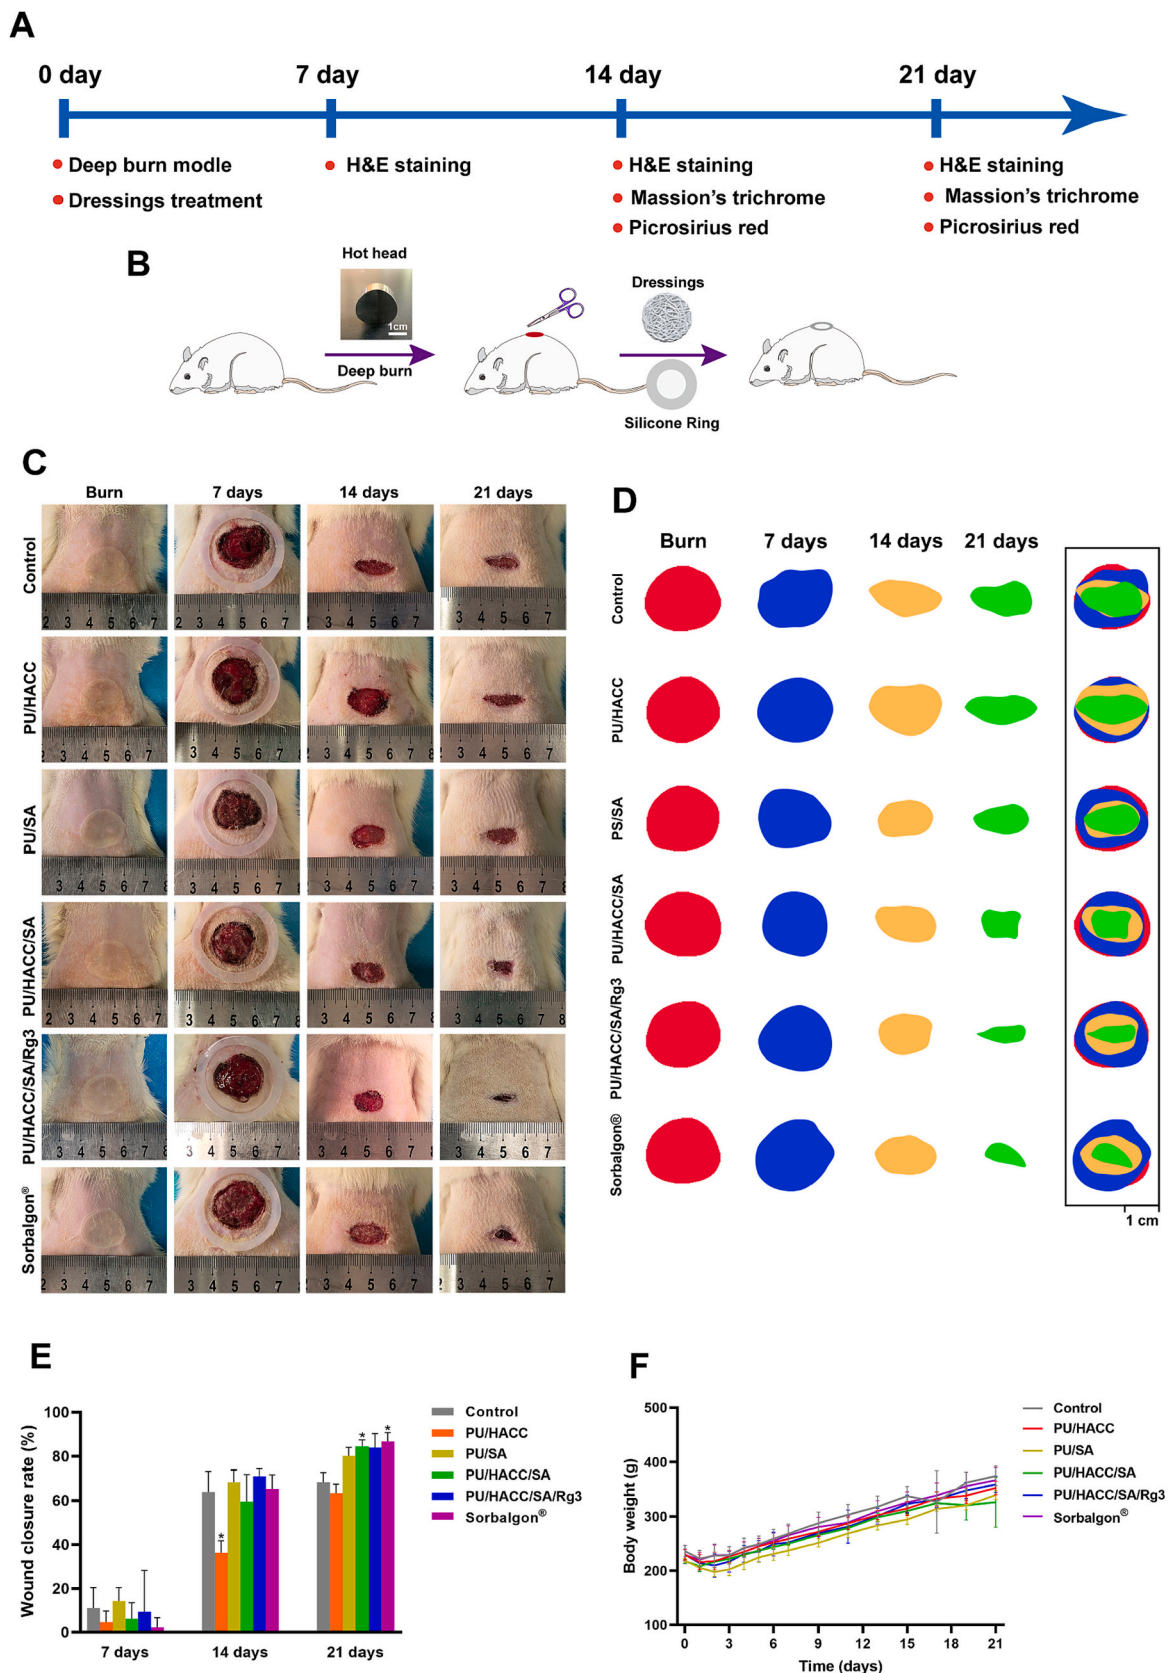 A
0 day 7 day 14 day 21 day
Deep burn modle H&E staining H&E staining H&E staining
Dressings treatment Massion's trichrome Massion's trichrome
Picrosirius red Picrosirius red
B
Hot head
1cm
Deep burn
Dressings
Silicone Ring
C
Burn 7 days 14 days 21 days
Control
PU/HACC
PU/SA
PU/HACC/SA
PU/HACC/SA/Rg3
Sorbalgon®
D
Burn 7 days 14 days 21 days
Control
PU/HACC
PS/SA
PU/HACC/SA
PU/HACC/SA/Rg3
Sorbalgon®
1 cm
E
Wound closure rate (%)
100
80
60
40
20
0
* * *
7 days 14 days 21 days
Control
PU/HACC
PU/SA
PU/HACC/SA
PU/HACC/SA/Rg3
Sorbalgon®
F
Body weight (g)
500
400
300
200
100
0 3 6 9 12 15 18 21
Time (days)
Control
PU/HACC
PU/SA
PU/HACC/SA
PU/HACC/SA/Rg3
Sorbalgon®